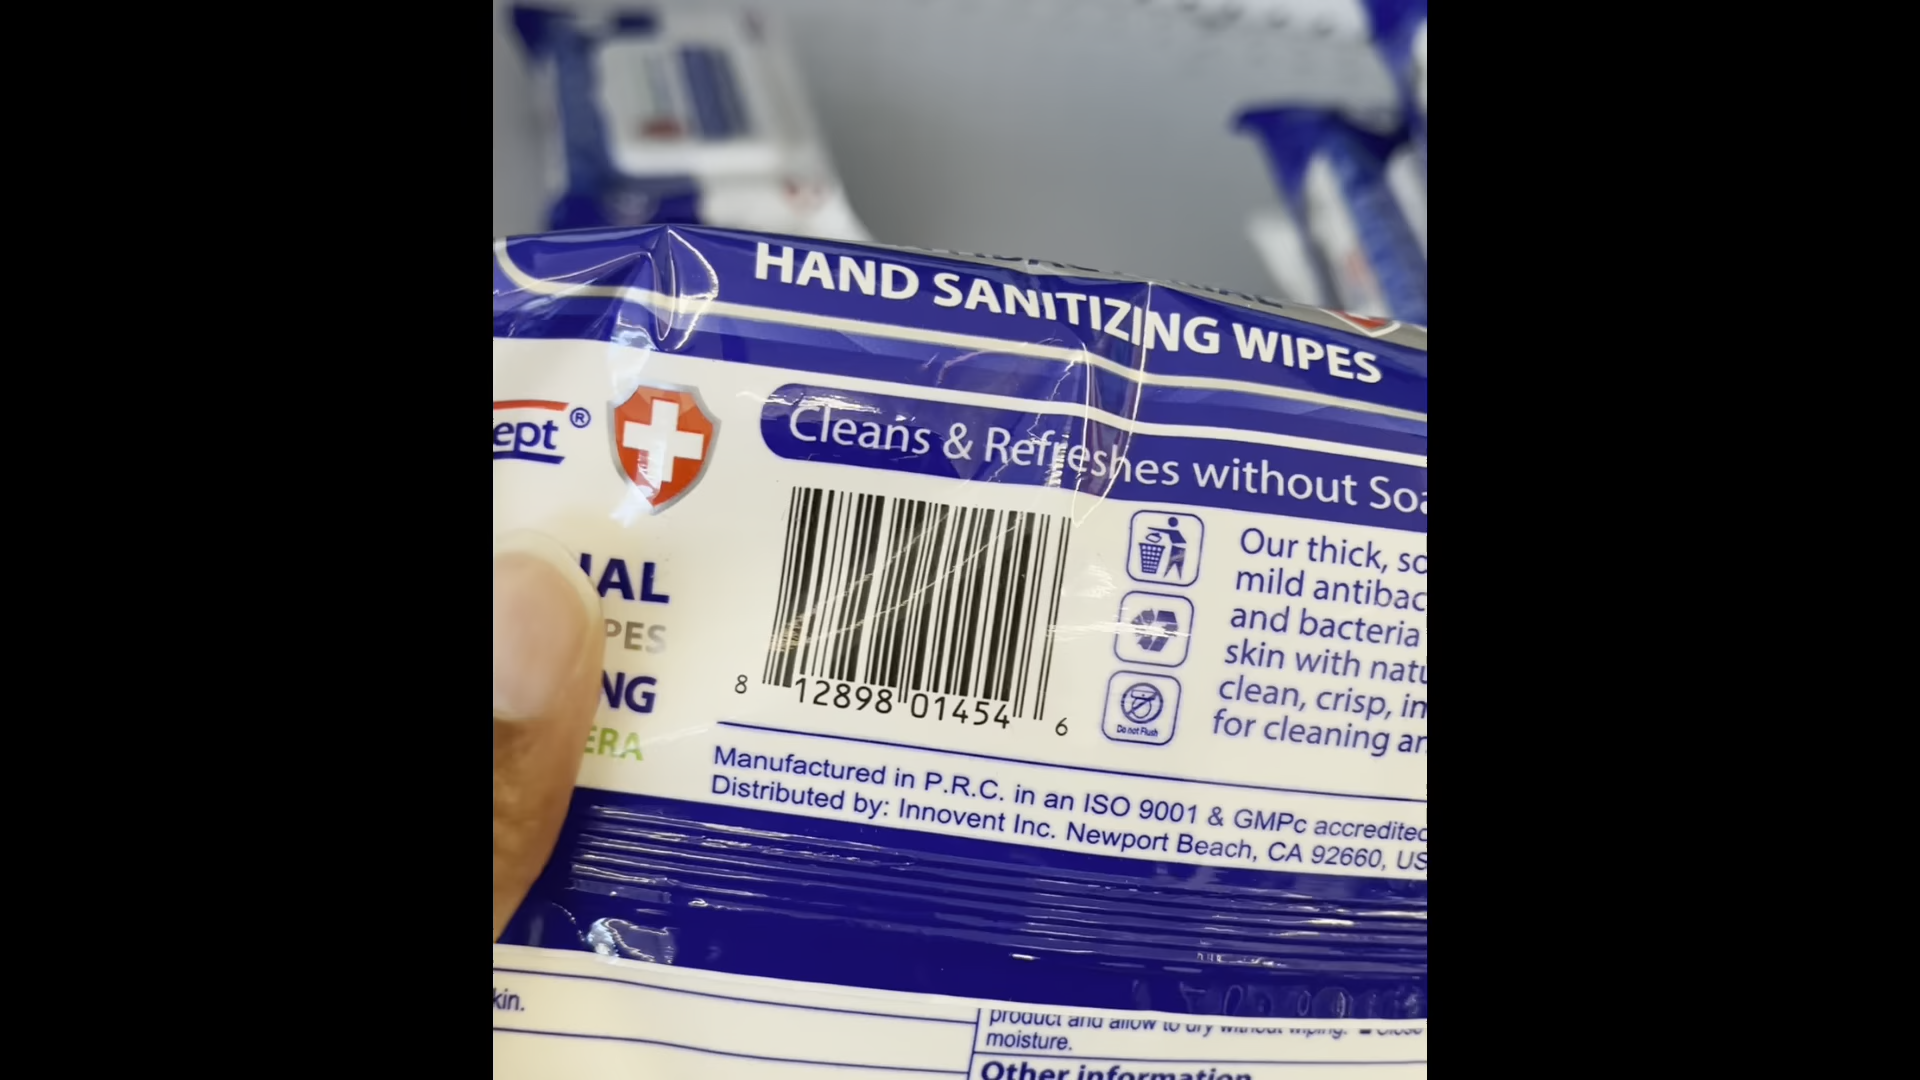 HAND SANITIZING WIPES
ept®
Cleans & Refreshes without Soa
IAL
PES
NG
ERA
8 12898 01454 6
Do not Flush
Our thick, so
mild antibac
and bacteria
skin with natu
clean, crisp, in
for cleaning an
Manufactured in P.R.C. in an ISO 9001 & GMPc accredited
Distributed by: Innovent Inc. Newport Beach, CA 92660, US
kin.
product and allow to dry without wiping.
moisture.
Other information